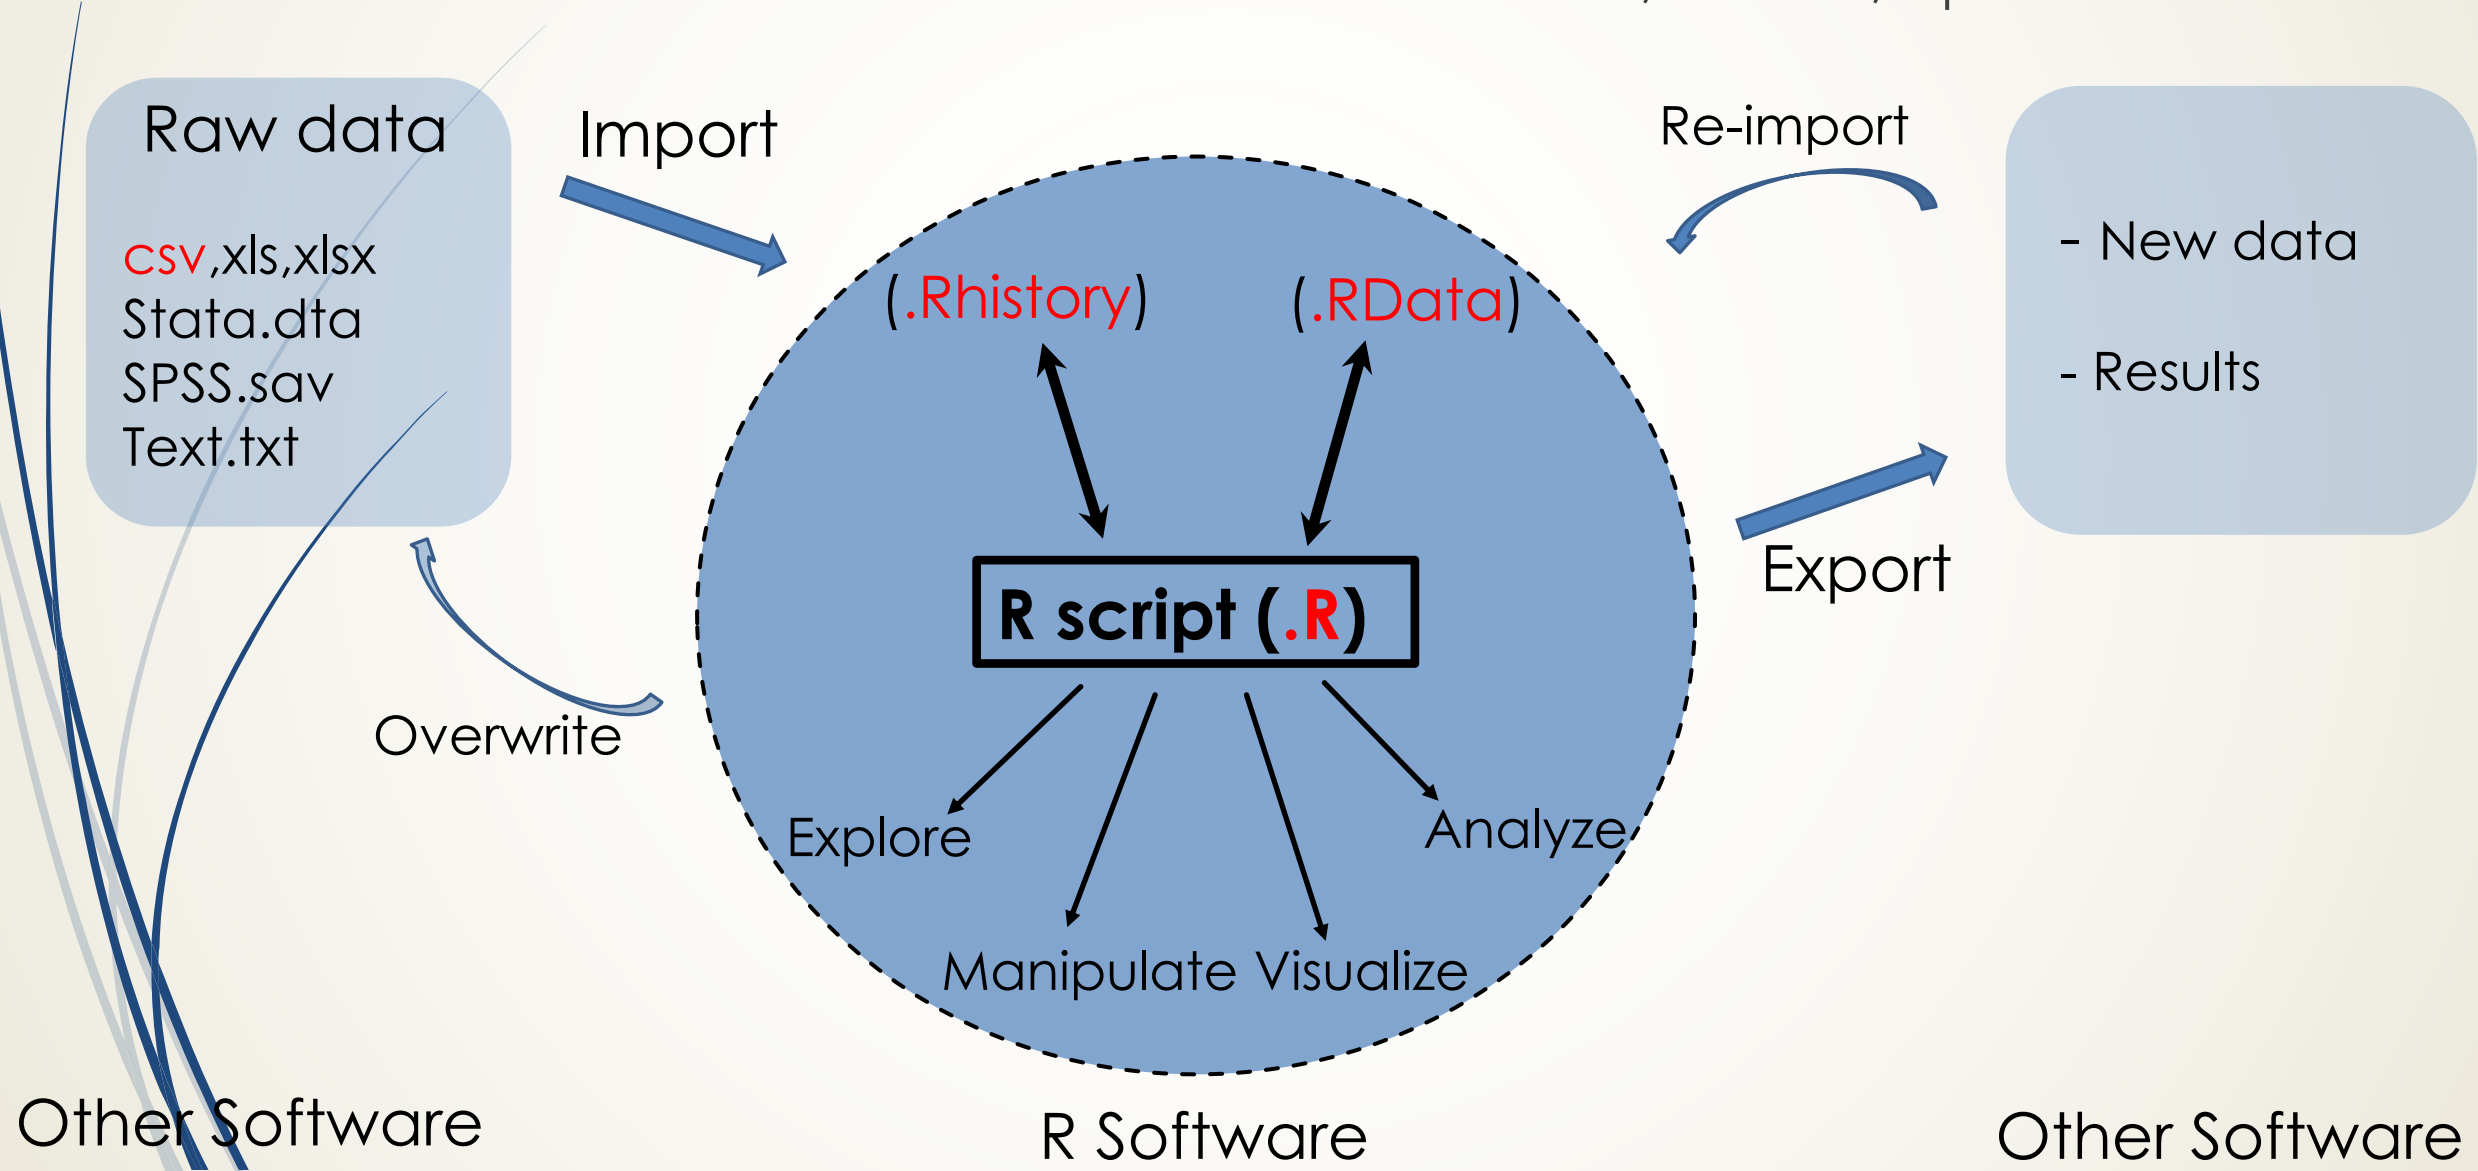 Raw data
csv,xls,xlsx
Stata.dta
SPSS.sav
Text.txt
Import
Re-import
- New data
- Results
(.Rhistory)
(.RData)
R script (.R)
Export
Overwrite
Explore
Analyze
Manipulate
Visualize
Other Software
R Software
Other Software